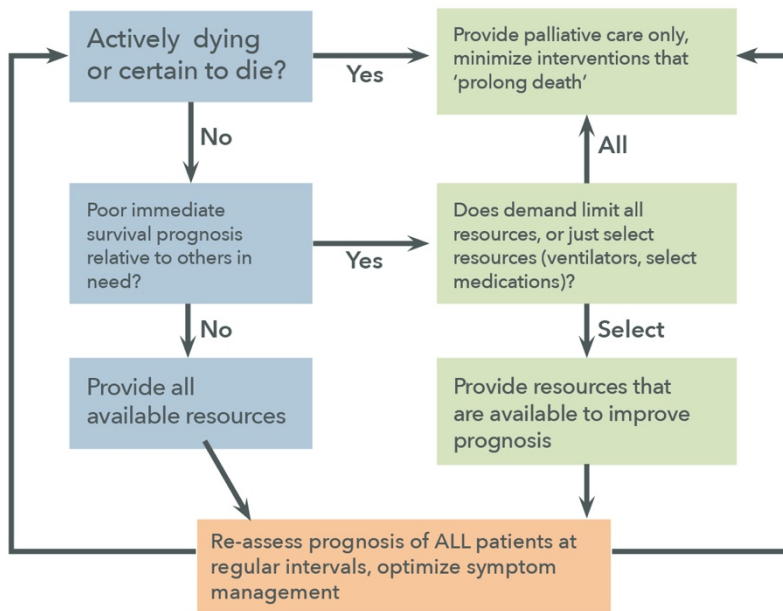 Actively dying
or certain to die?
Yes
Provide palliative care only,
minimize interventions that
‘prolong death’
No
All
Poor immediate
survival prognosis
relative to others in
need?
Yes
Does demand limit all
resources, or just select
resources (ventilators, select
medications)?
No
Select
Provide all
available resources
Provide resources that
are available to improve
prognosis
Re-assess prognosis of ALL patients at
regular intervals, optimize symptom
management